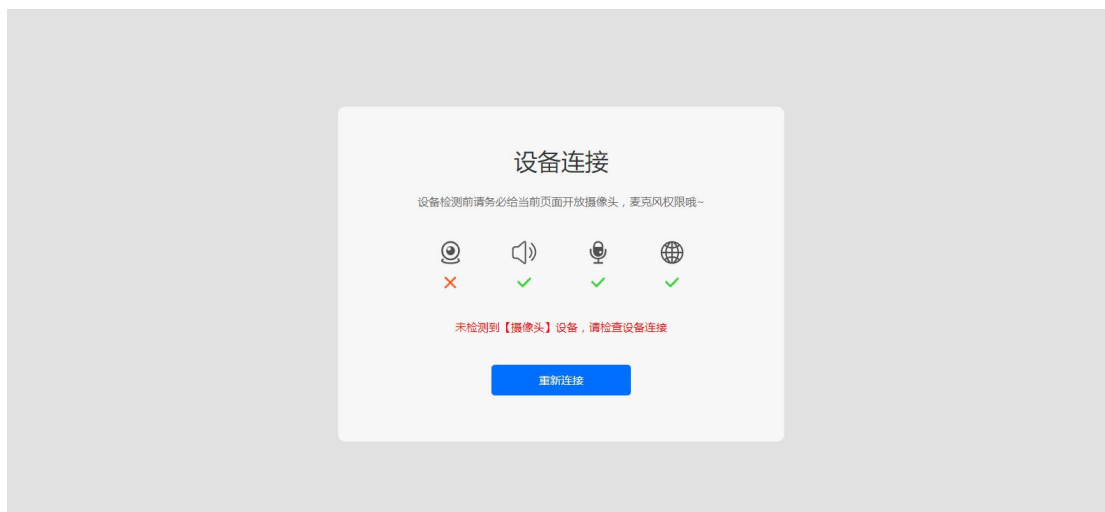 设备连接
设备检测前请务必给当前页面开放摄像头，麦克风权限哦~
未检测到【摄像头】设备，请检查设备连接
重新连接